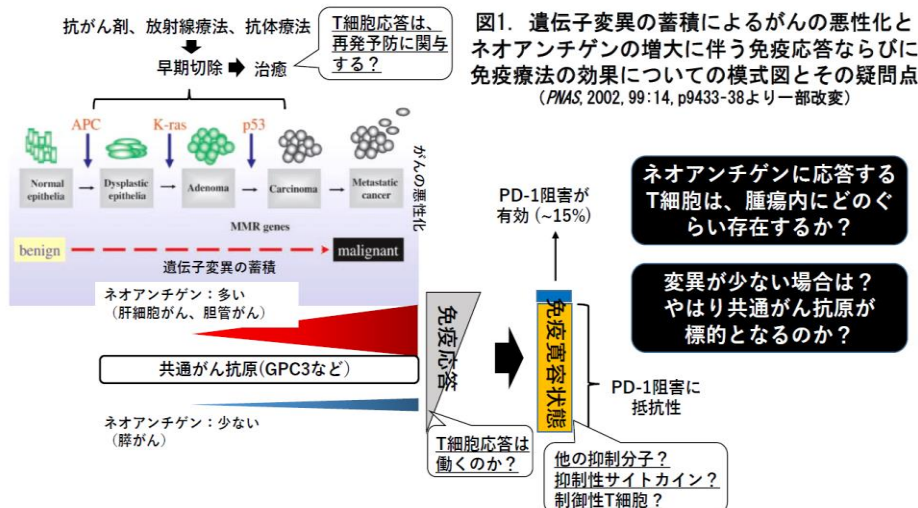 抗がん剤、放射線療法、抗体療法
早期切除
治癒
T細胞応答は、
再発予防に関与
する？
図1. 遺伝子変異の蓄積によるがんの悪性化と
ネオアンチゲンの増大に伴う免疫応答ならびに
免疫療法の効果についての模式図とその疑問点
（PNAS, 2002, 99:14, p9433-38より一部改変）
APC
K-ras
p53
Normal
epithelia
Dysplastic
epithelia
Adenoma
Carcinoma
Metastatic
cancer
MMR genes
benign
malignant
遺伝子変異の蓄積
がんの悪性化
ネオアンチゲン：多い
（肝細胞がん、胆管がん）
共通がん抗原(GPC3など)
ネオアンチゲン：少ない
（膵がん）
免疫応答
T細胞応答は
働くのか？
PD-1阻害が
有効 (~15%)
免疫寛容状態
PD-1阻害に
抵抗性
他の抑制分子？
抑制性サイトカイン？
制御性T細胞？
ネオアンチゲンに応答する
T細胞は、腫瘍内にどのぐ
らい存在するか？
変異が少ない場合は？
やはり共通がん抗原が
標的となるのか？